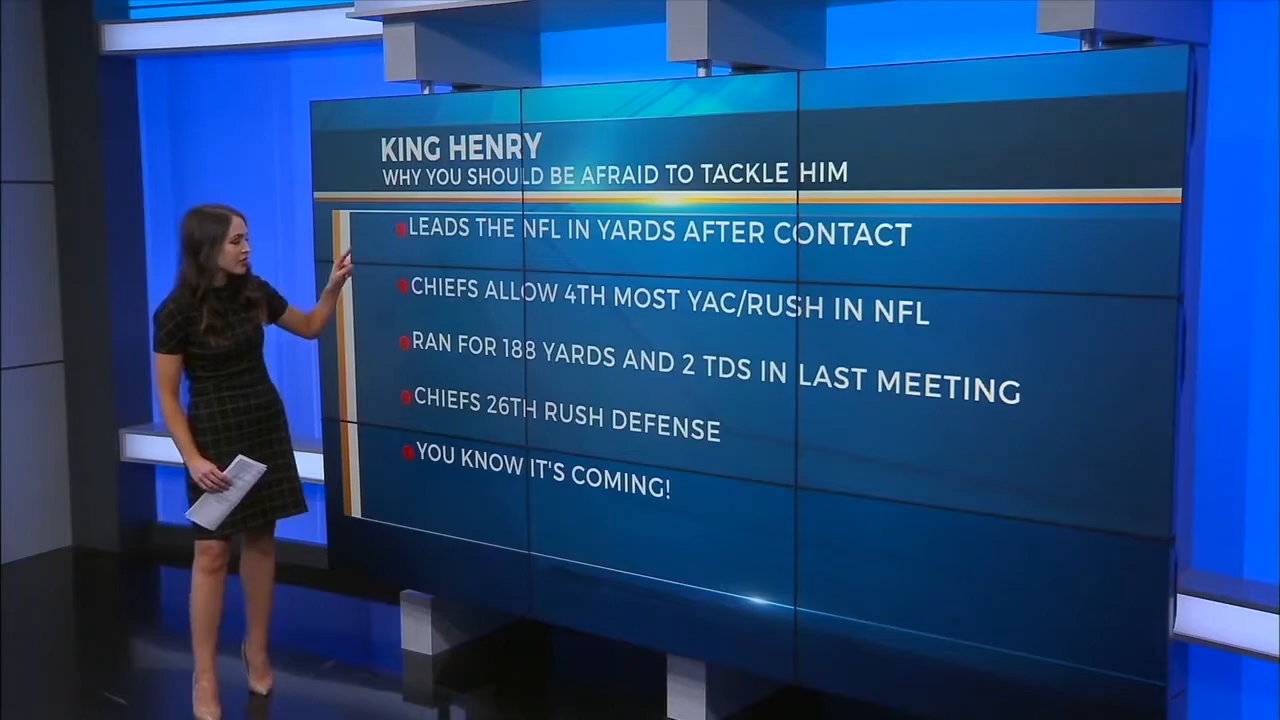 KING HENRY
WHY YOU SHOULD BE AFRAID TO TACKLE HIM
LEADS THE NFL IN YARDS AFTER CONTACT
CHIEFS ALLOW 4TH MOST YAC/RUSH IN NFL
RAN FOR 188 YARDS AND 2 TDS IN LAST MEETING
CHIEFS 26TH RUSH DEFENSE
YOU KNOW IT'S COMING!